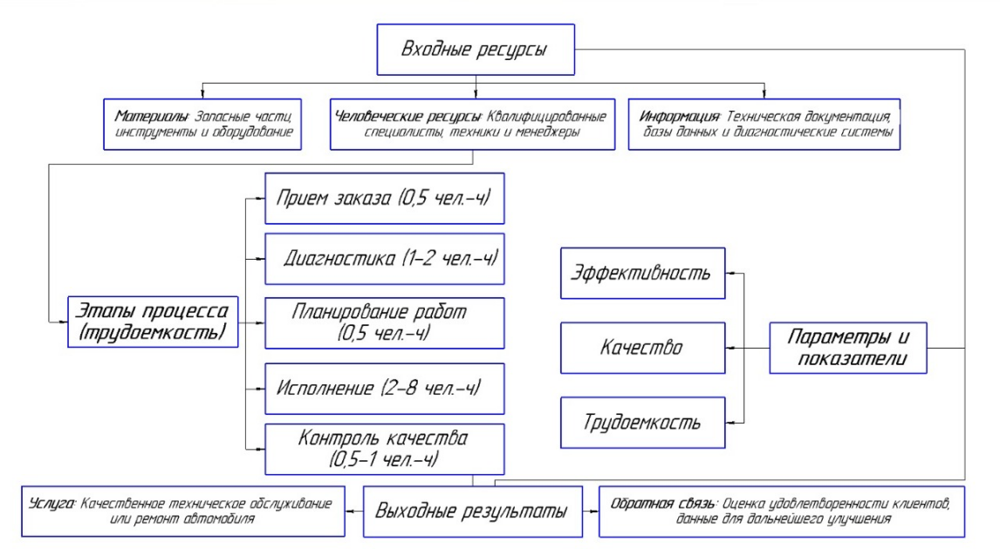 Входные ресурсы
Материалы: Запасные части,
инструменты и оборудование
Человеческие ресурсы: Квалифицированные
специалисты, техники и менеджеры
Информация: Техническая документация,
базы данных и диагностические системы
Прием заказа (0,5 чел.-ч)
Диагностика (1-2 чел.-ч)
Этапы процесса
(трудоемкость)
Планирование работ
(0,5 чел.-ч)
Исполнение (2-8 чел.-ч)
Контроль качества
(0,5-1 чел.-ч)
Эффективность
Качество
Трудоемкость
Параметры и
показатели
Услуга: Качественное техническое обслуживание
или ремонт автомобиля
Выходные результаты
Обратная связь: Оценка удовлетворенности клиентов,
данные для дальнейшего улучшения